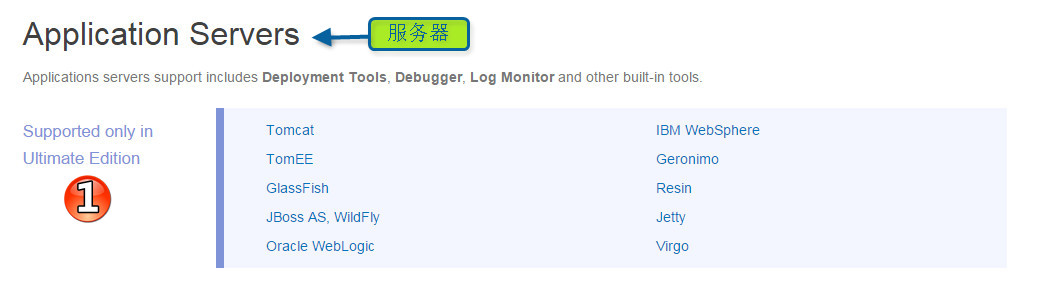 Application Servers
服务器
Applications servers support includes Deployment Tools, Debugger, Log Monitor and other built-in tools.
Supported only in
Ultimate Edition
1
Tomcat
TomEE
GlassFish
JBoss AS, WildFly
Oracle WebLogic
IBM WebSphere
Geronimo
Resin
Jetty
Virgo